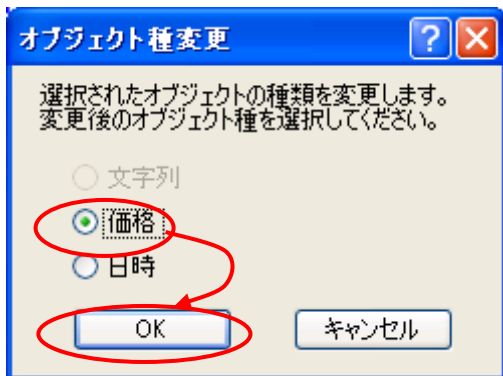 オブジェクト種変更
選択されたオブジェクトの種類を変更します。
変更後のオブジェクト種を選択してください。
文字列
価格
日時
OK キャンセル